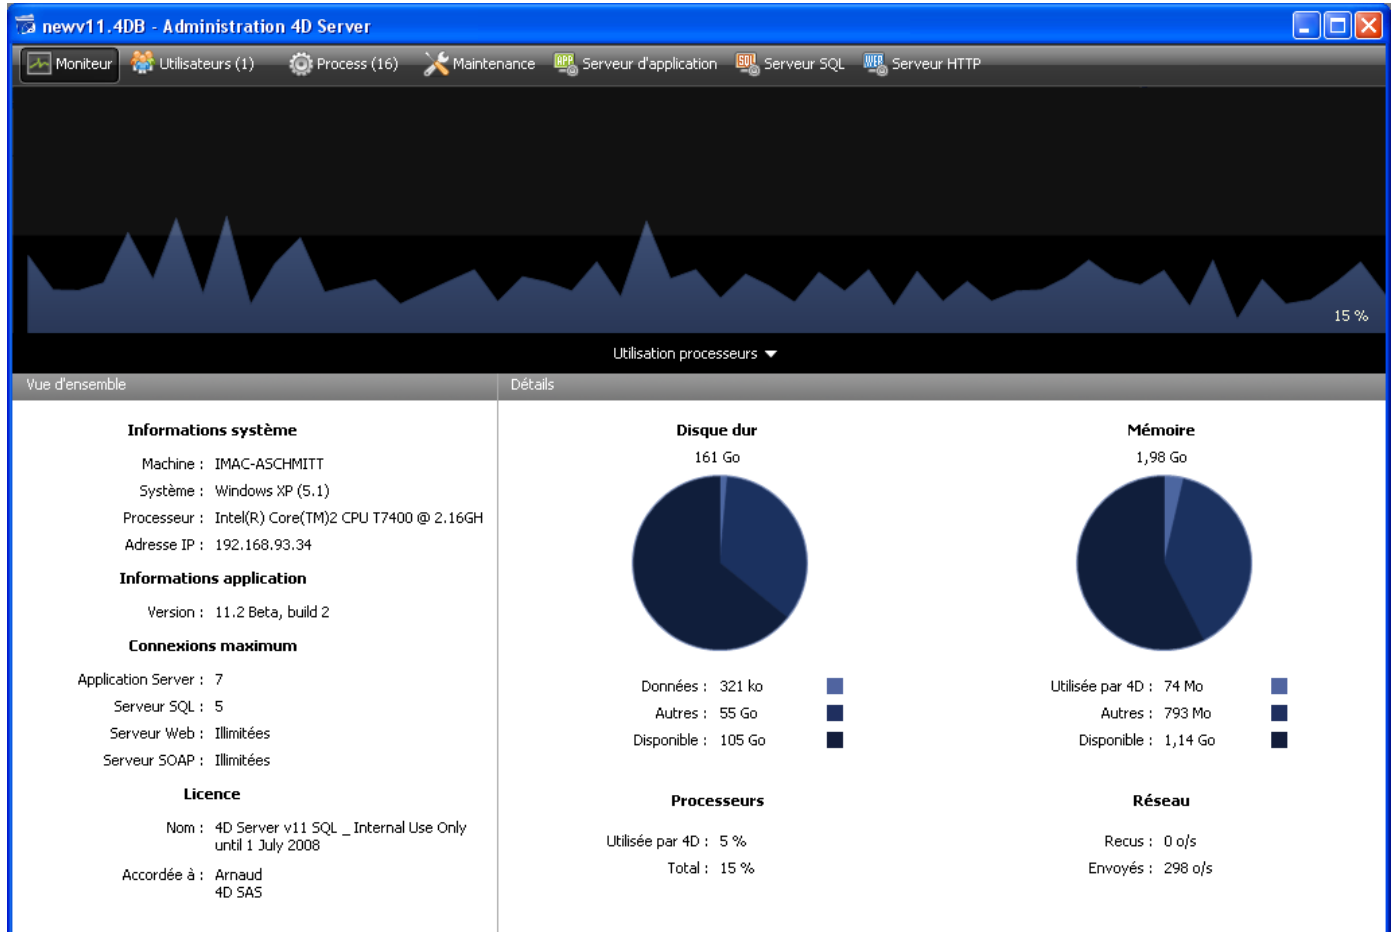 newv11.4DB - Administration 4D Server
Moniteur Utilisateurs (1) Process (16) Maintenance Serveur d'application Serveur SQL Serveur HTTP
15 %
Utilisation processeurs
Vue d'ensemble
Détails
Informations système
Machine : IMAC-ASCHMITT
Système : Windows XP (5.1)
Processeur : Intel(R) Core(TM)2 CPU T7400 @ 2.16GH
Adresse IP : 192.168.93.34
Informations application
Version : 11.2 Beta, build 2
Connexions maximum
Application Server : 7
Serveur SQL : 5
Serveur Web : Illimitées
Serveur SOAP : Illimitées
Licence
Nom : 4D Server v11 SQL _ Internal Use Only
until 1 July 2008
Accordée à : Arnaud
4D SAS
Disque dur
161 Go
Données : 321 ko
Autres : 55 Go
Disponible : 105 Go
Processeurs
Utilisée par 4D : 5 %
Total : 15 %
Mémoire
1,98 Go
Utilisée par 4D : 74 Mo
Autres : 793 Mo
Disponible : 1,14 Go
Réseau
Recus : 0 o/s
Envoyés : 298 o/s